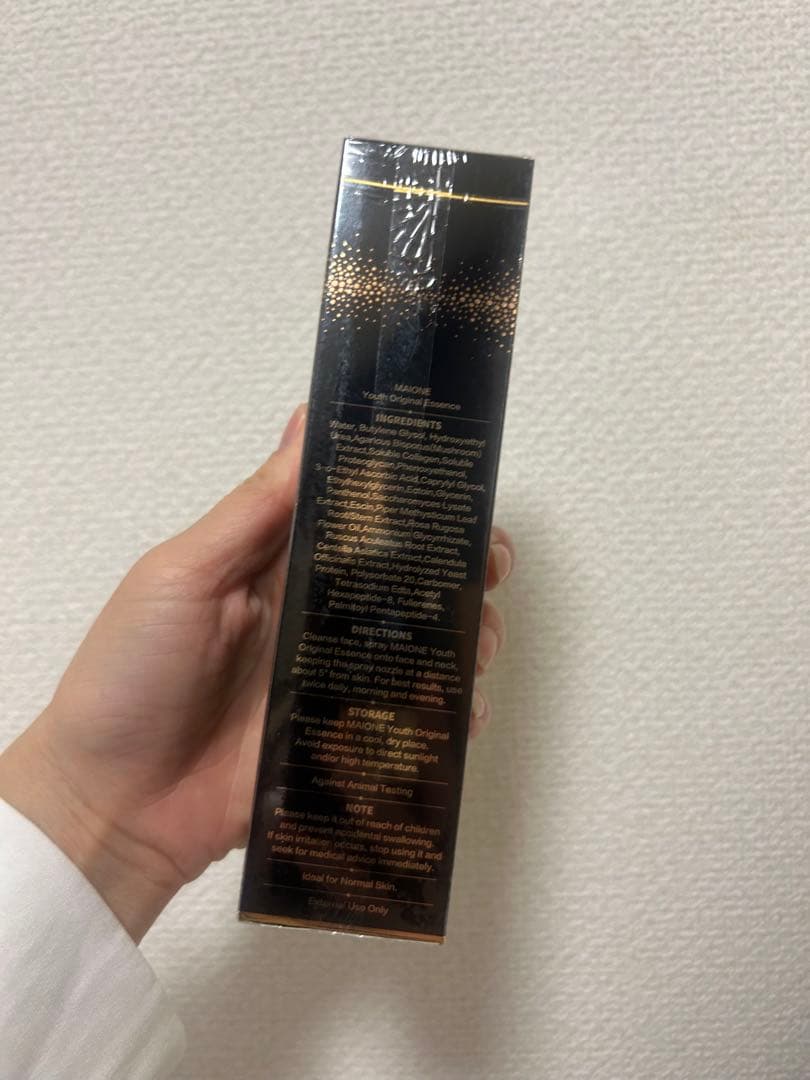 MAIONE
Youth Original Essence
INGREDIENTS
Water, Butylene Glysol, Hydroxyethyl
Urea,Agaricus Bisporus(Mushroom)
Extract,Soluble Collagen,Soluble
Proteoglycan,Phenoxyethanol,
3-o-Ethyl Ascorbic Acid,Caprylyl Glycol,
Ethylhexylglycerin,Ectoin,Glycerin,
Panthenol,Saccharomyces Lysate
Extract,Escin,Piper Methysticum Leaf
Root/Stem Extract,Rosa Rugosa
Flower Oil,Ammonium Glycyrrhizate,
Ruscus Aculeatus Root Extract,
Centella Asiatica Extract,Calendula
Officinalis Extract,Hydrolyzed Yeast
Protein, Polysorbate 20,Carbomer,
Tetrasodium Edta,Acetyl
Hexapeptide-8, Fullerenes,
Palmitoyl Pentapeptide-4.
DIRECTIONS
Cleanse face, spray MAIONE Youth
Original Essence onto face and neck,
keeping the spray nozzle at a distance
about 5" from skin. For best results, use
twice daily, morning and evening.
STORAGE
Please keep MAIONE Youth Original
Essence in a cool, dry place.
Avoid exposure to direct sunlight
and/or high temperature.
Against Animal Testing
NOTE
Please keep it out of reach of children
and prevent accidental swallowing.
If skin irritation occurs, stop using it and
seek for medical advice immediately.
Ideal for Normal Skin.
External Use Only